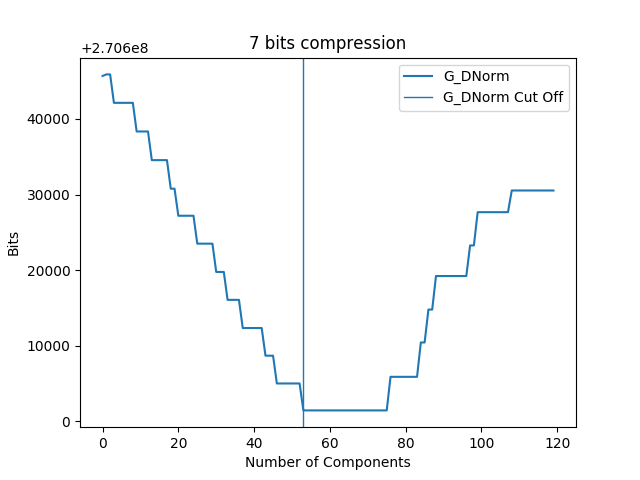 7 bits compression
+2.706e8
G_DNorm
G_DNorm Cut Off
40000
30000
20000
10000
0
Bits
0 20 40 60 80 100 120
Number of Components